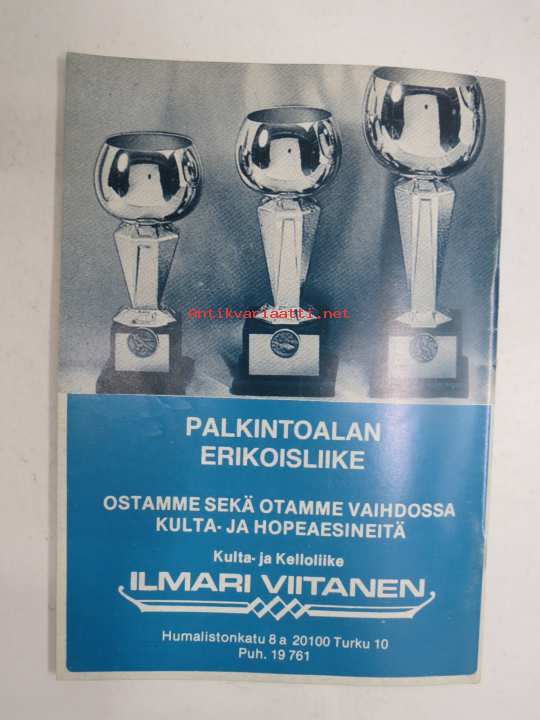 Antikvariaatti.net
PALKINTOALAN
ERIKOISLIIKE
OSTAMME SEKÄ OTAMME VAIHDOSSA
KULTA- JA HOPEAESINEITÄ
Kulta- ja Kelloliike
ILMARI VIITANEN
Humalistonkatu 8 a 20100 Turku 10
Puh. 19 761